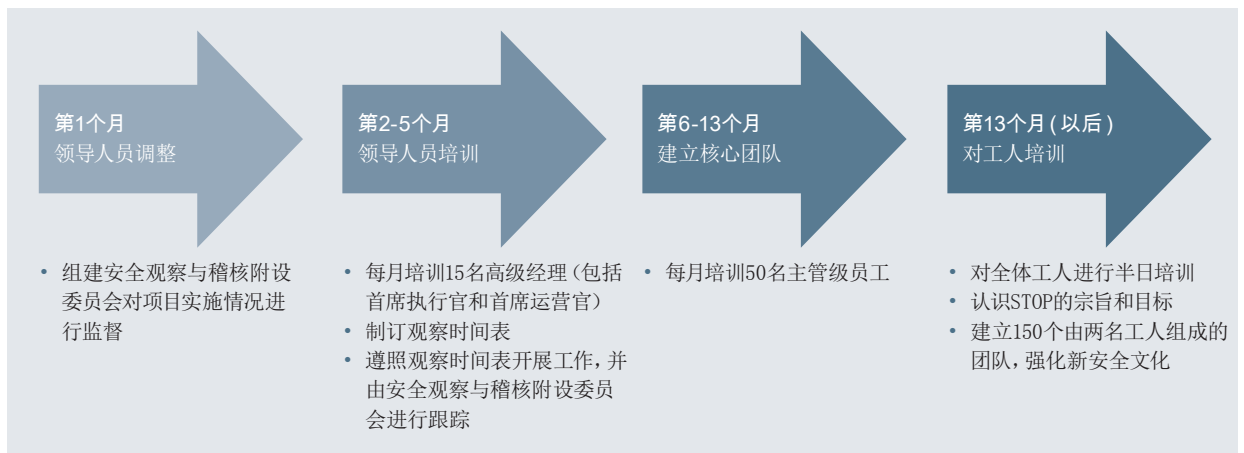 第1个月
领导人员调整
• 组建安全观察与稽核附设
委员会对项目实施情况进
行监督
第2-5个月
领导人员培训
• 每月培训15名高级经理(包括
首席执行官和首席运营官)
• 制订观察时间表
• 遵照观察时间表开展工作,并
由安全观察与稽核附设委员
会进行跟踪
第6-13个月
建立核心团队
• 每月培训50名主管级员工
第13个月(以后)
对工人培训
• 对全体工人进行半日培训
• 认识STOP的宗旨和目标
• 建立150个由两名工人组成的
团队,强化新安全文化